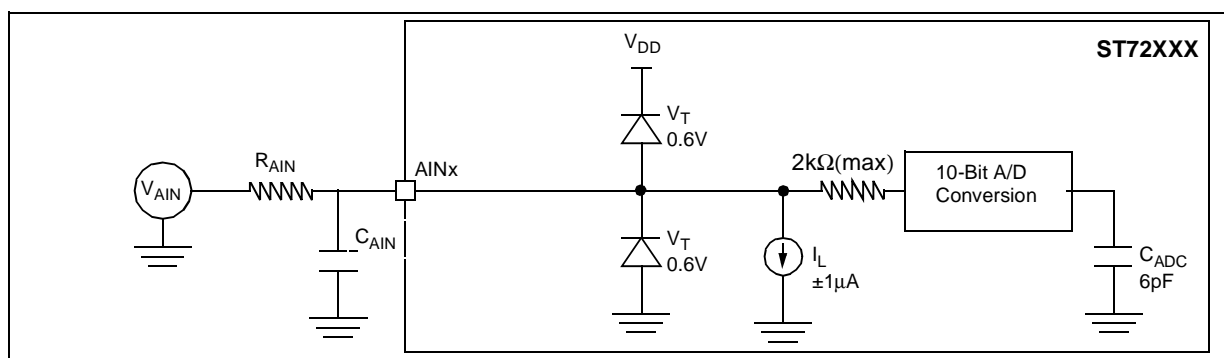 ST72XXX
V_DD
V_T
0.6V
R_AIN
AINx
2kΩ(max)
10-Bit A/D
Conversion
V_AIN
C_AIN
V_T
0.6V
I_L
±1μA
C_ADC
6pF